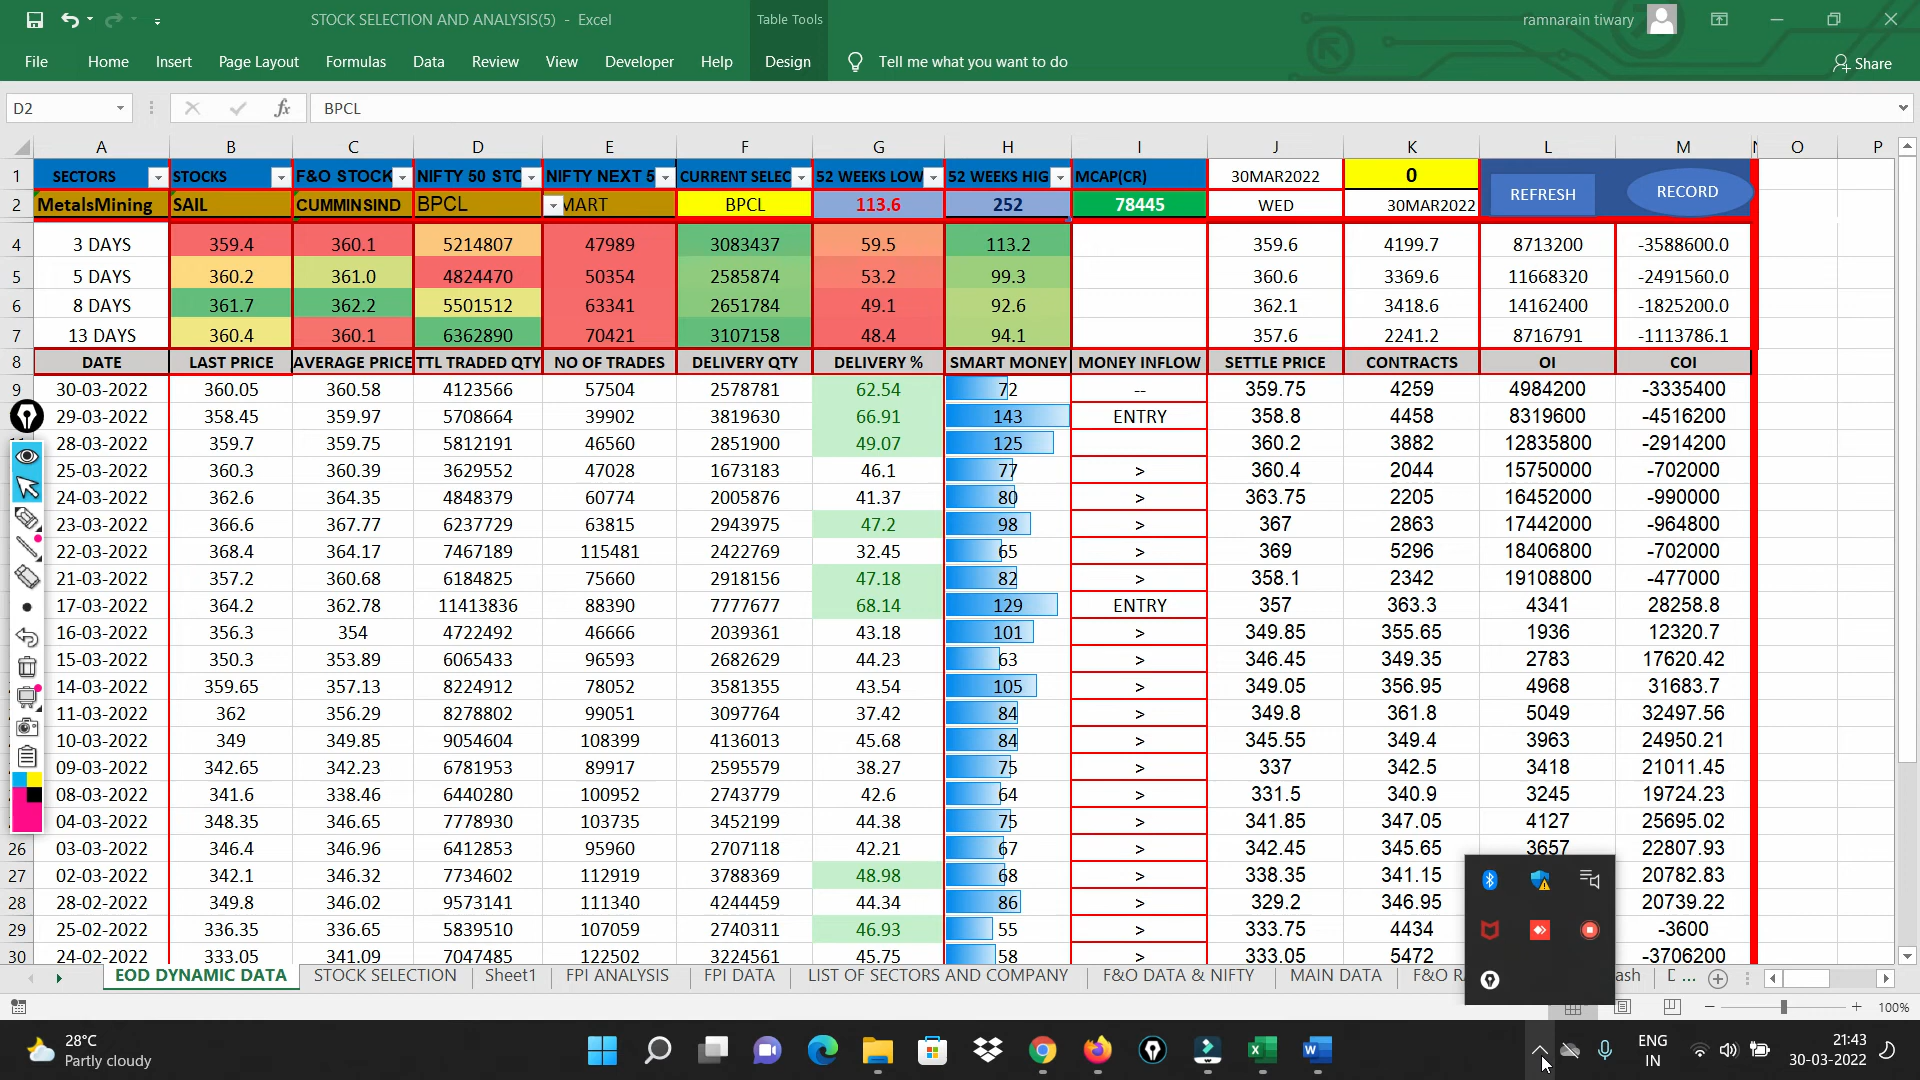 STOCK SELECTION AND ANALYSIS(5) - Excel
Table Tools
ramnarain tiwary
File Home Insert Page Layout Formulas Data Review View Developer Help Design Tell me what you want to do Share
D2 fx BPCL
A B C D E F G H I J K L M O P
1 SECTORS STOCKS F&O STOCK NIFTY 50 STO NIFTY NEXT 5 CURRENT SELEC 52 WEEKS LOW 52 WEEKS HIG MCAP(CR) 30MAR2022 0 REFRESH RECORD
2 MetalsMining SAIL CUMMINSIND BPCL MART BPCL 113.6 252 78445 WED 30MAR2022
4 3 DAYS 359.4 360.1 5214807 47989 3083437 59.5 113.2 359.6 4199.7 8713200 -3588600.0
5 5 DAYS 360.2 361.0 4824470 50354 2585874 53.2 99.3 360.6 3369.6 11668320 -2491560.0
6 8 DAYS 361.7 362.2 5501512 63341 2651784 49.1 92.6 362.1 3418.6 14162400 -1825200.0
7 13 DAYS 360.4 360.1 6362890 70421 3107158 48.4 94.1 357.6 2241.2 8716791 -1113786.1
8 DATE LAST PRICE AVERAGE PRICE TTL TRADED QTY NO OF TRADES DELIVERY QTY DELIVERY % SMART MONEY MONEY INFLOW SETTLE PRICE CONTRACTS OI COI
9 30-03-2022 360.05 360.58 4123566 57504 2578781 62.54 72 -- 359.75 4259 4984200 -3335400
29-03-2022 358.45 359.97 5708664 39902 3819630 66.91 143 ENTRY 358.8 4458 8319600 -4516200
28-03-2022 359.7 359.75 5812191 46560 2851900 49.07 125 360.2 3882 12835800 -2914200
25-03-2022 360.3 360.39 3629552 47028 1673183 46.1 77 > 360.4 2044 15750000 -702000
24-03-2022 362.6 364.35 4848379 60774 2005876 41.37 80 > 363.75 2205 16452000 -990000
23-03-2022 366.6 367.77 6237729 63815 2943975 47.2 98 > 367 2863 17442000 -964800
22-03-2022 368.4 364.17 7467189 115481 2422769 32.45 65 > 369 5296 18406800 -702000
21-03-2022 357.2 360.68 6184825 75660 2918156 47.18 82 > 358.1 2342 19108800 -477000
17-03-2022 364.2 362.78 11413836 88390 7777677 68.14 129 ENTRY 357 363.3 4341 28258.8
16-03-2022 356.3 354 4722492 46666 2039361 43.18 101 > 349.85 355.65 1936 12320.7
15-03-2022 350.3 353.89 6065433 96593 2682629 44.23 63 > 346.45 349.35 2783 17620.42
14-03-2022 359.65 357.13 8224912 78052 3581355 43.54 105 > 349.05 356.95 4968 31683.7
11-03-2022 362 356.29 8278802 99051 3097764 37.42 84 > 349.8 361.8 5049 32497.56
10-03-2022 349 349.85 9054604 108399 4136013 45.68 84 > 345.55 349.4 3963 24950.21
09-03-2022 342.65 342.23 6781953 89917 2595579 38.27 75 > 337 342.5 3418 21011.45
08-03-2022 341.6 338.46 6440280 100952 2743779 42.6 64 > 331.5 340.9 3245 19724.23
04-03-2022 348.35 346.65 7778930 103735 3452199 44.38 75 > 341.85 347.05 4127 25695.02
26 03-03-2022 346.4 346.96 6412853 95960 2707118 42.21 67 > 342.45 345.65 3657 22807.93
27 02-03-2022 342.1 346.32 7734602 112919 3788369 48.98 68 > 338.35 341.15 20782.83
28 28-02-2022 349.8 346.02 9573141 111340 4244459 44.34 86 > 329.2 346.95 20739.22
29 25-02-2022 336.35 336.65 5839510 107059 2740311 46.93 55 > 333.75 4434 -3600
30 24-02-2022 333.05 341.09 7047485 122502 3224561 45.75 58 > 333.05 5472 -3706200
EOD DYNAMIC DATA STOCK SELECTION Sheet1 FPI ANALYSIS FPI DATA LIST OF SECTORS AND COMPANY F&O DATA & NIFTY MAIN DATA F&O RA ash D ...
100%
28°C
Partly cloudy
ENG
IN
21:43
30-03-2022